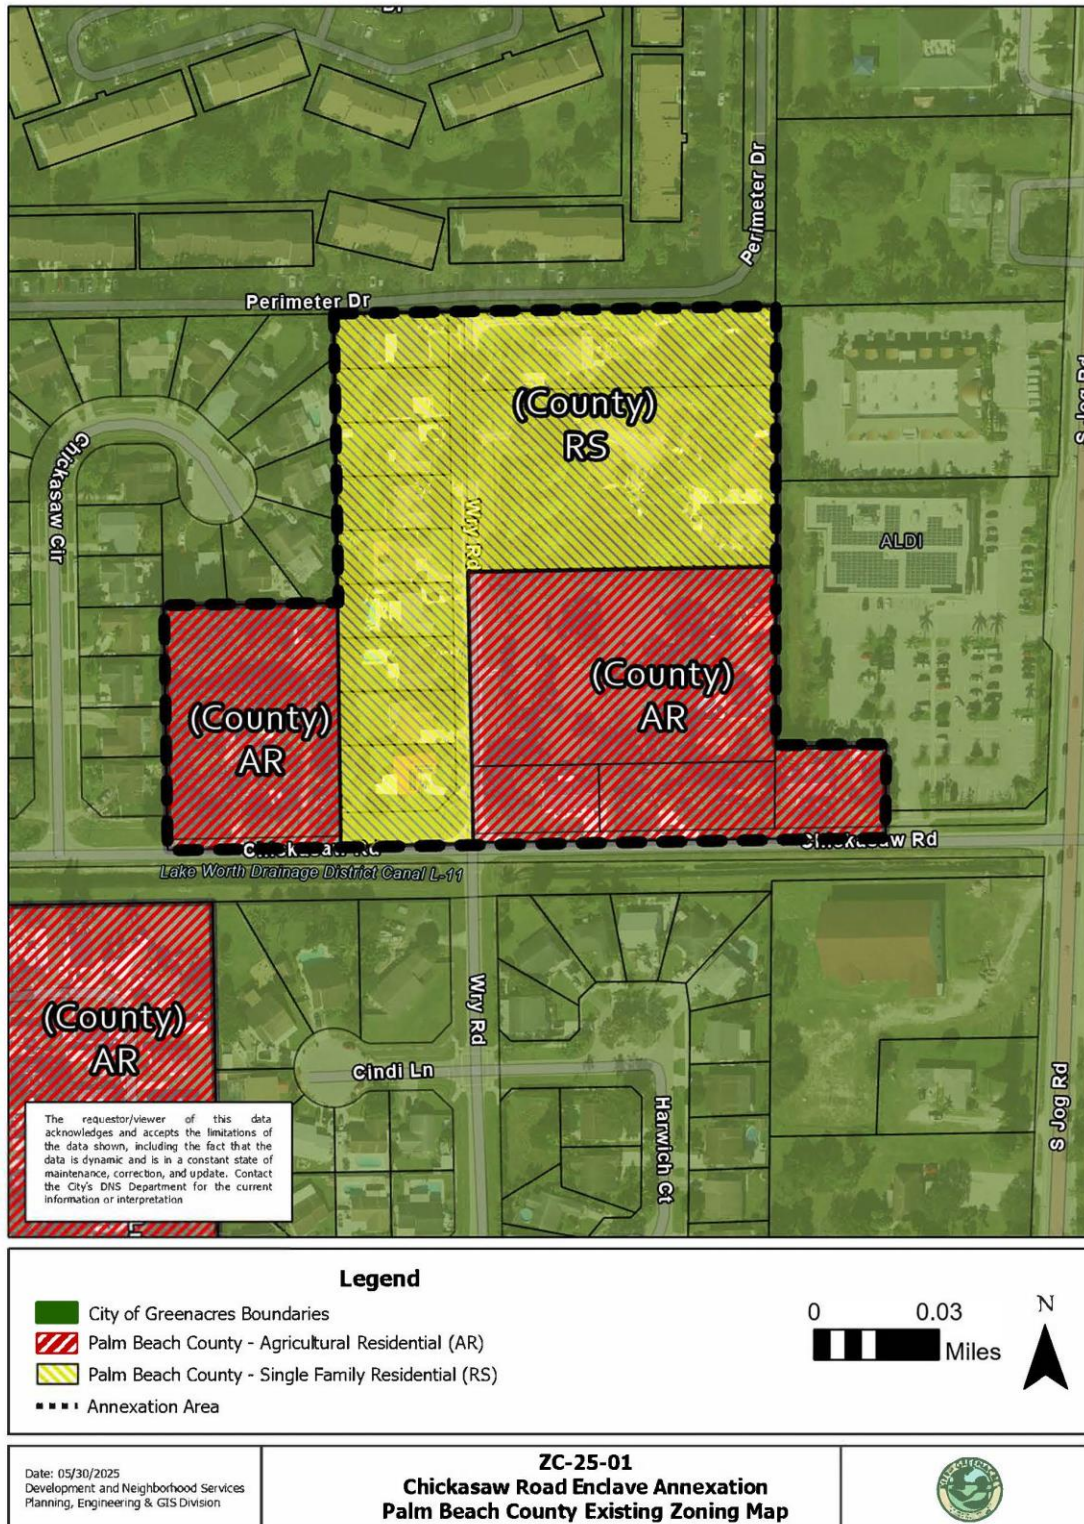 Perimeter Dr
Perimeter Dr
(County)
RS
Chickasaw Cir
Wry Rd
ALDI
(County)
AR
(County)
AR
Chickasaw Rd
Chickasaw Rd
Lake Worth Drainage District Canal L-11
(County)
AR
Wry Rd
Cindi Ln
Harwich Ct
S Jog Rd
The requestor/viewer of this data
acknowledges and accepts the limitations of
the data shown, including the fact that the
data is dynamic and is in a constant state of
maintenance, correction, and update. Contact
the City's DNS Department for the current
information or interpretation
Legend
City of Greenacres Boundaries
Palm Beach County - Agricultural Residential (AR)
Palm Beach County - Single Family Residential (RS)
Annexation Area
0 0.03
Miles
N
Date: 05/30/2025
Development and Neighborhood Services
Planning, Engineering & GIS Division
ZC-25-01
Chickasaw Road Enclave Annexation
Palm Beach County Existing Zoning Map